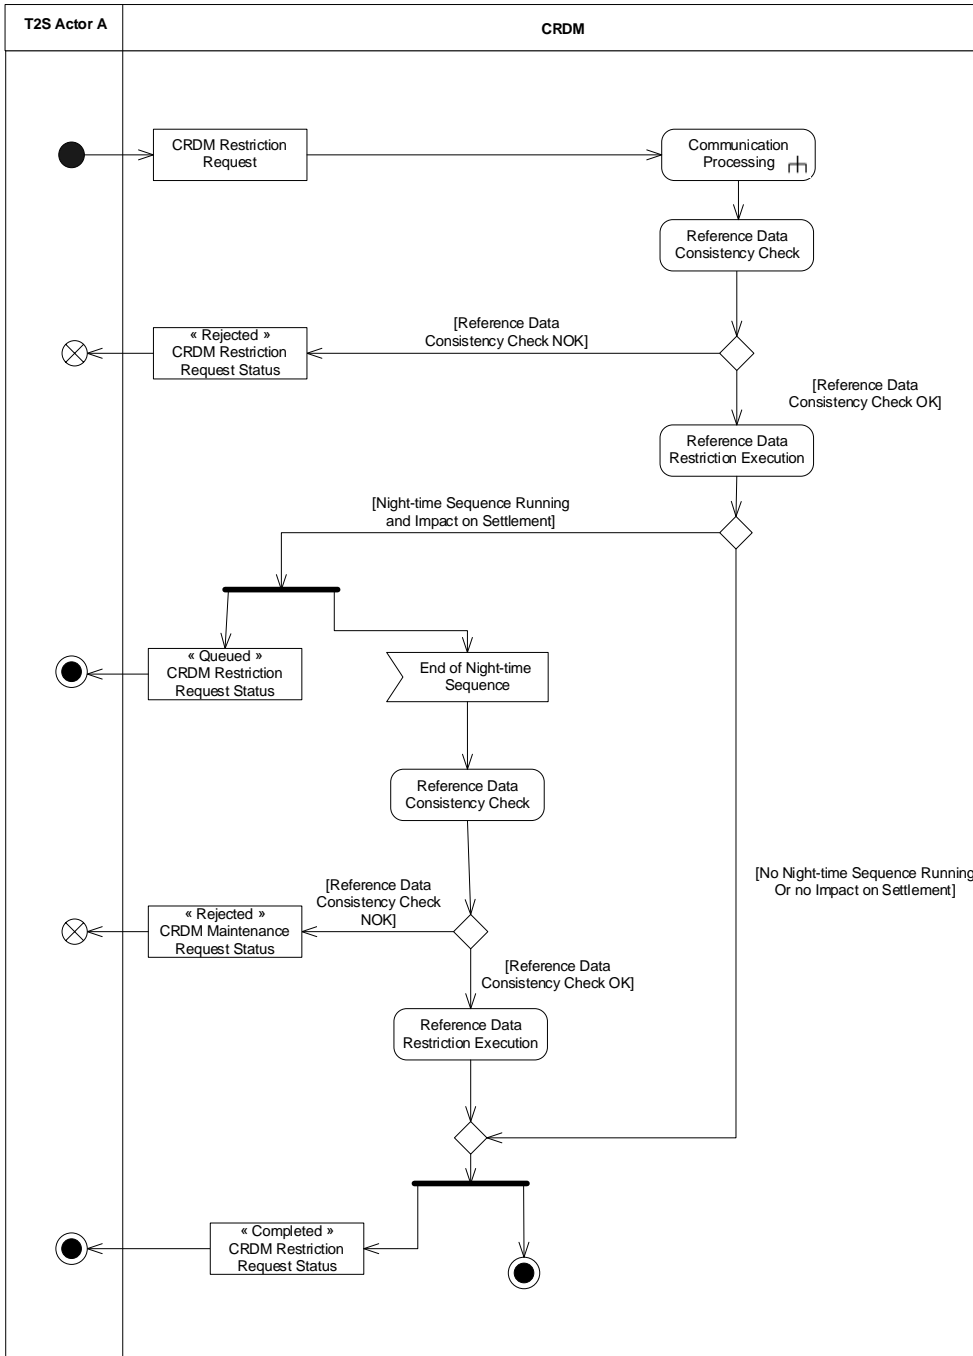 T2S Actor A
CRDM
CRDM Restriction
Request
Communication
Processing
Reference Data
Consistency Check
[Reference Data
Consistency Check NOK]
« Rejected »
CRDM Restriction
Request Status
[Reference Data
Consistency Check OK]
Reference Data
Restriction Execution
[Night-time Sequence Running
and Impact on Settlement]
« Queued »
CRDM Restriction
Request Status
End of Night-time
Sequence
Reference Data
Consistency Check
[No Night-time Sequence Running
Or no Impact on Settlement]
[Reference Data
Consistency Check
NOK]
« Rejected »
CRDM Maintenance
Request Status
[Reference Data
Consistency Check OK]
Reference Data
Restriction Execution
« Completed »
CRDM Restriction
Request Status